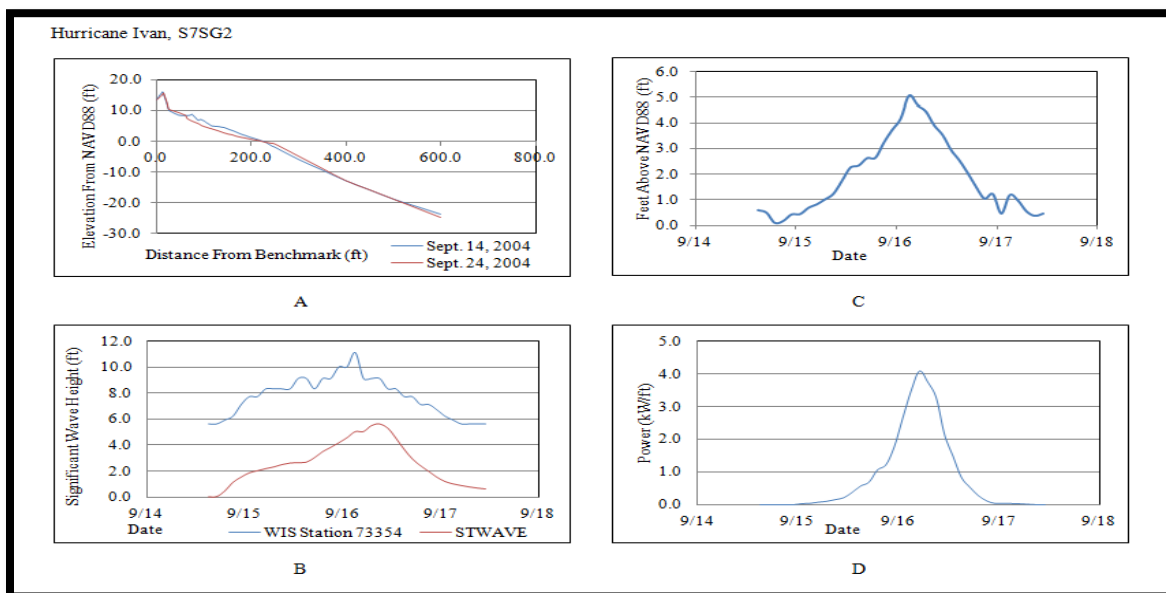 Hurricane Ivan, S7SG2
Elevation From NAVD88 (ft)
20.0
10.0
0.0
-10.0
-20.0
-30.0
0.0 200.0 400.0 600.0 800.0
Distance From Benchmark (ft)
Sept. 14, 2004
Sept. 24, 2004
A
Feet Above NAVD88 (ft)
6.0
5.0
4.0
3.0
2.0
1.0
0.0
9/14 9/15 9/16 9/17 9/18
Date
C
Significant Wave Height (ft)
12.0
10.0
8.0
6.0
4.0
2.0
0.0
9/14 9/15 9/16 9/17 9/18
Date
WIS Station 73354 STWAVE
B
Power (kW/ft)
5.0
4.0
3.0
2.0
1.0
0.0
9/14 9/15 9/16 9/17 9/18
Date
D